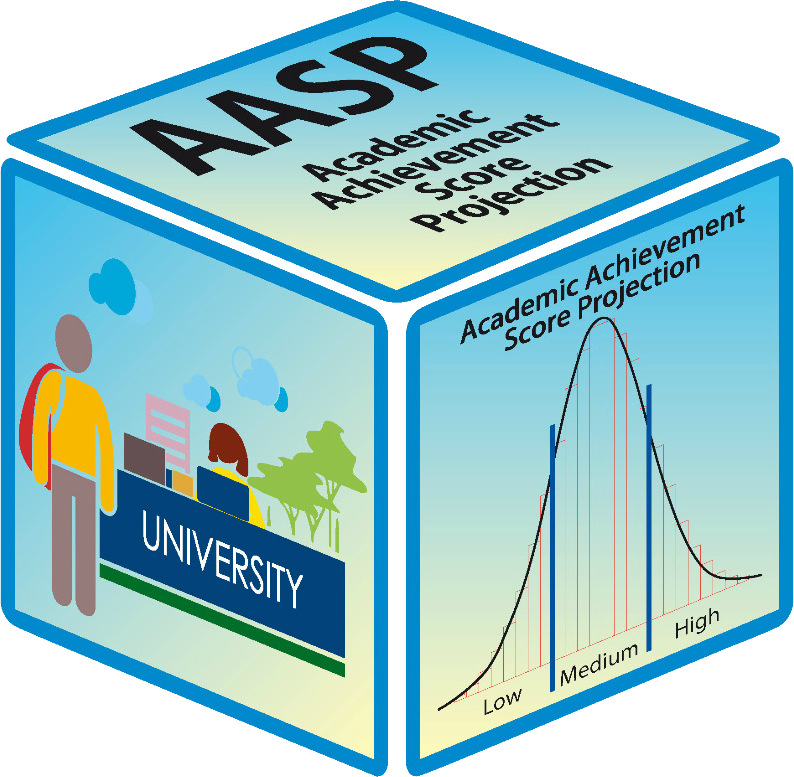 AASP
Academic
Achievement
Score
Projection
UNIVERSITY
Academic Achievement
Score Projection
Low
Medium
High